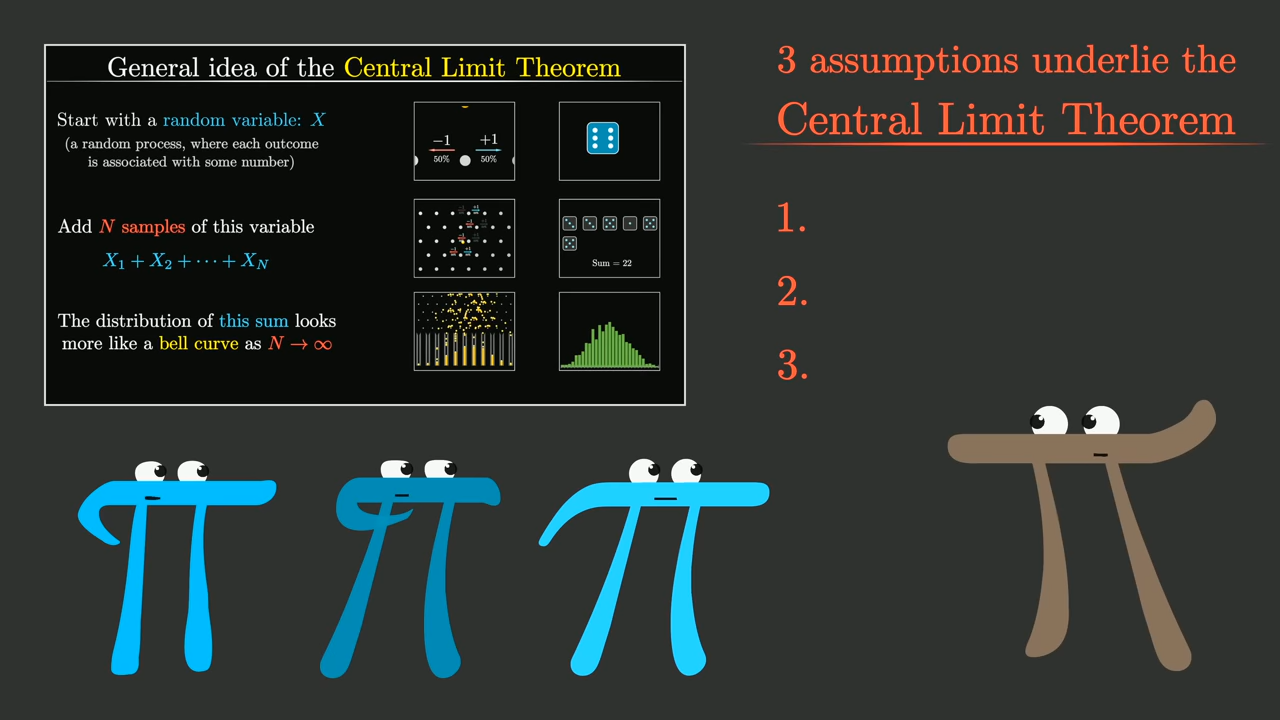 General idea of the Central Limit Theorem
Start with a random variable: X
(a random process, where each outcome
is associated with some number)
−1 +1
50% 50%
Add N samples of this variable
X₁ + X₂ + ⋯ + X_N
Sum = 22
The distribution of this sum looks
more like a bell curve as N → ∞
3 assumptions underlie the
Central Limit Theorem
1.
2.
3.